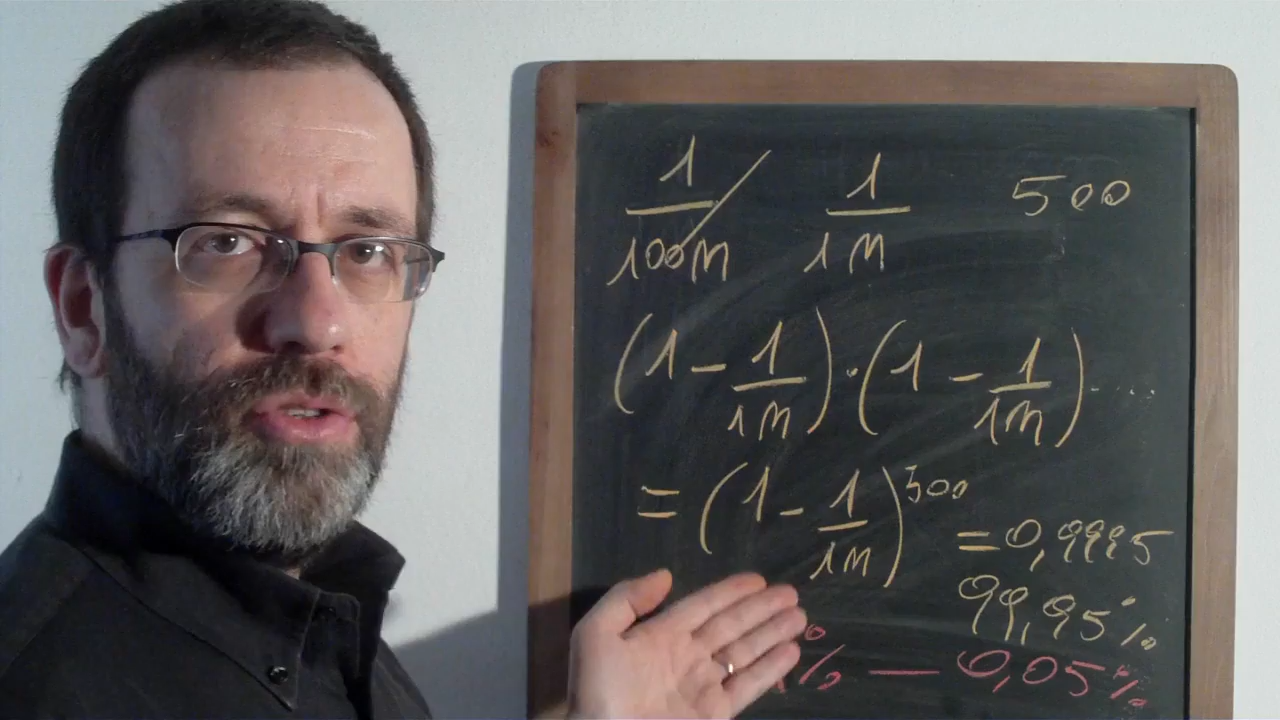 1/100M 1/1M 500
(1 - 1/1M) · (1 - 1/1M) ....
= (1 - 1/1M)^500 = 0,9995
99,95%
% — 0,05%